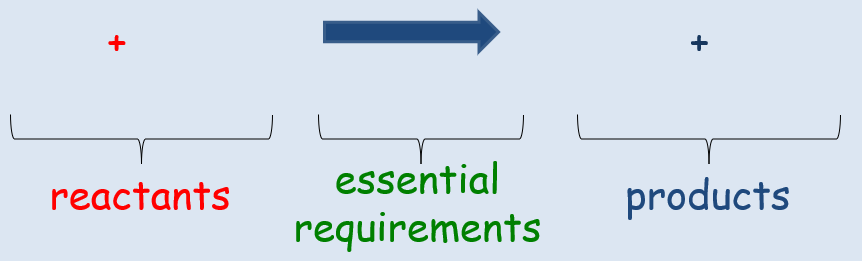 + +
reactants
essential
requirements
products